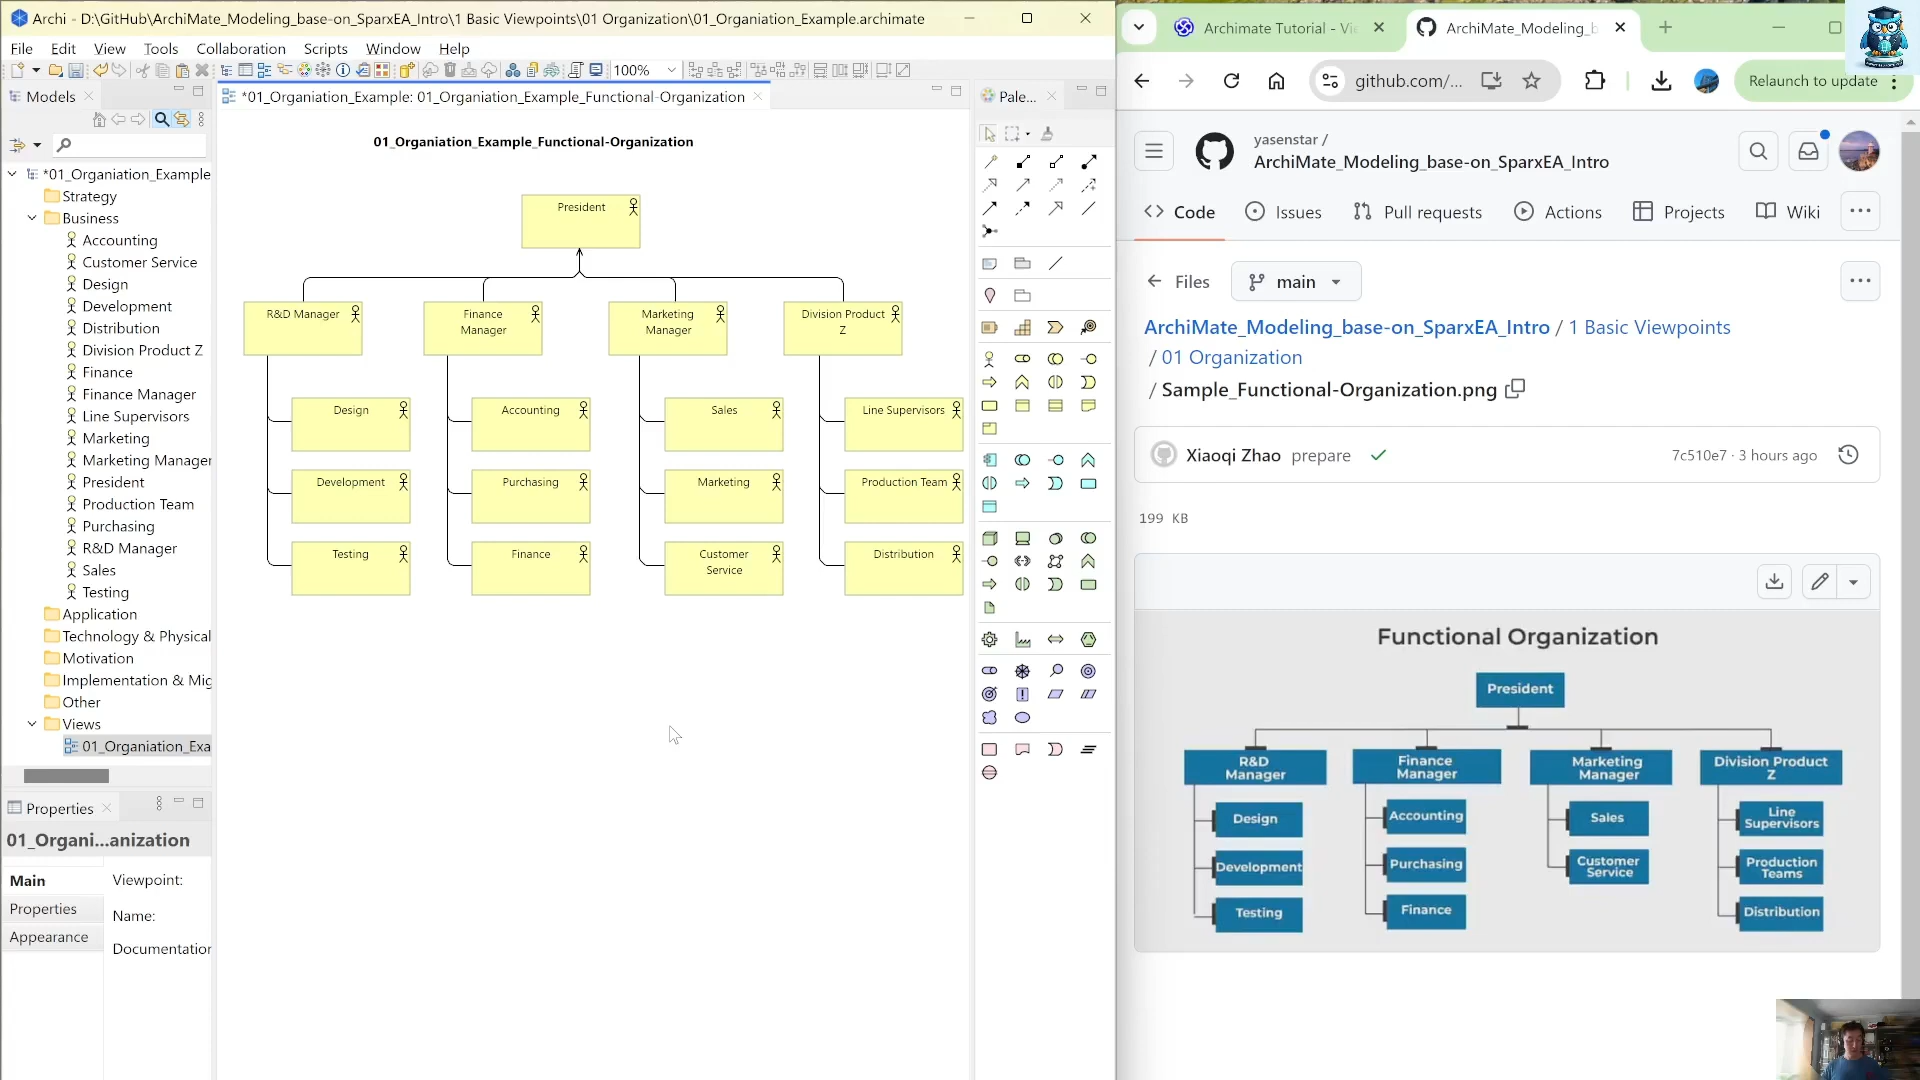 Archi - D:\GitHub\ArchiMate_Modeling_base-on_SparxEA_Intro\1 Basic Viewpoints\01 Organization\01_Organiation_Example.archimate
File Edit View Tools Collaboration Scripts Window Help
100%
Models
*01_Organiation_Example: 01_Organiation_Example_Functional-Organization
Pale...
*01_Organiation_Example
Strategy
Business
Accounting
Customer Service
Design
Development
Distribution
Division Product Z
Finance
Finance Manager
Line Supervisors
Marketing
Marketing Manager
President
Production Team
Purchasing
R&D Manager
Sales
Testing
Application
Technology & Physical
Motivation
Implementation & Mig
Other
Views
01_Organiation_Exa
Properties
01_Organi...anization
Main
Properties
Appearance
Viewpoint:
Name:
Documentation
01_Organiation_Example_Functional-Organization
President
R&D Manager
Finance
Manager
Marketing
Manager
Division Product
Z
Design
Accounting
Sales
Line Supervisors
Development
Purchasing
Marketing
Production Team
Testing
Finance
Customer
Service
Distribution
Archimate Tutorial - Vi
ArchiMate_Modeling_b
github.com/...
Relaunch to update
yasenstar /
ArchiMate_Modeling_base-on_SparxEA_Intro
Code
Issues
Pull requests
Actions
Projects
Wiki
Files
main
ArchiMate_Modeling_base-on_SparxEA_Intro / 1 Basic Viewpoints
/ 01 Organization
/ Sample_Functional-Organization.png
Xiaoqi Zhao prepare
7c510e7 · 3 hours ago
199 KB
Functional Organization
President
R&D
Manager
Finance
Manager
Marketing
Manager
Division Product
Z
Design
Accounting
Sales
Line
Supervisors
Development
Purchasing
Customer
Service
Production
Teams
Testing
Finance
Distribution